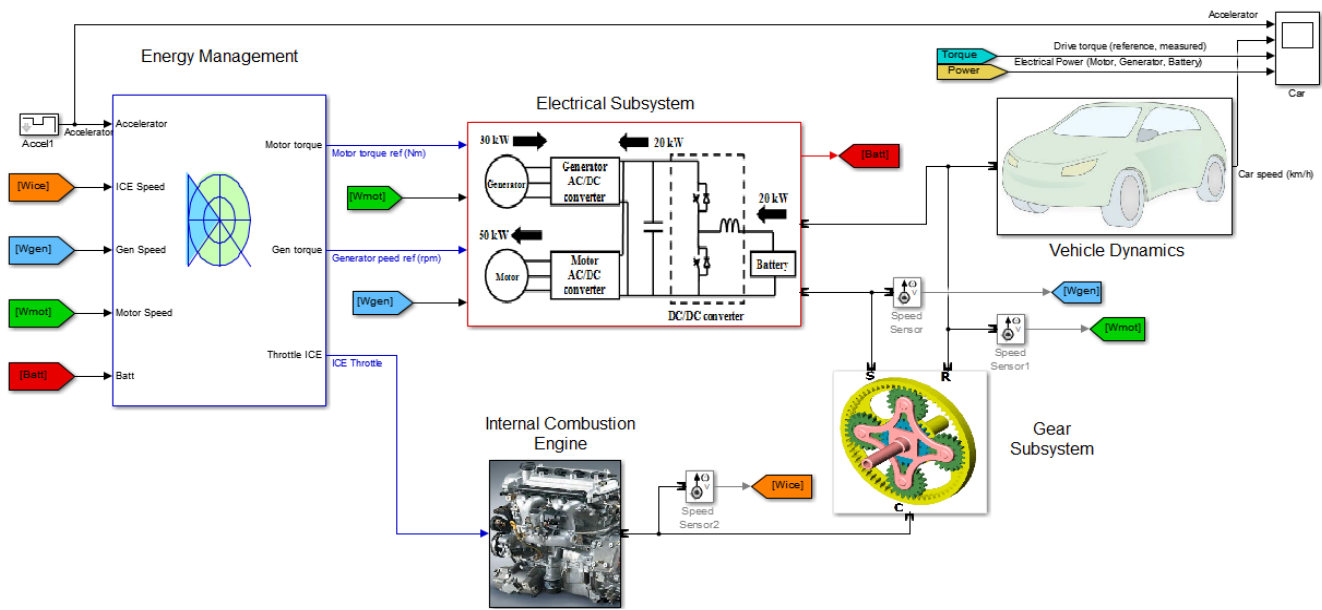 Accelerator
Energy Management
Torque
Drive torque (reference, measured)
Power
Electrical Power (Motor, Generator, Battery)
Car
Electrical Subsystem
Accel1
Accelerator
Accelerator
[Wice]
ICE Speed
[Wgen]
Gen Speed
[Wmot]
Motor Speed
[Batt]
Batt
Motor torque
Motor torque ref (Nm)
Gen torque
Generator peed ref (rpm)
Throttle ICE
ICE Throttle
[Wmot]
[Wgen]
30 kW
20 kW
Generator
Generator
AC/DC
converter
20 kW
50 kW
Motor
Motor
AC/DC
converter
Battery
DC/DC converter
[Batt]
Car speed (km/h)
Vehicle Dynamics
ω
v
Speed
Sensor
[Wgen]
ω
v
Speed
Sensor1
[Wmot]
S
R
C
Gear
Subsystem
Internal Combustion
Engine
ω
v
Speed
Sensor2
[Wice]